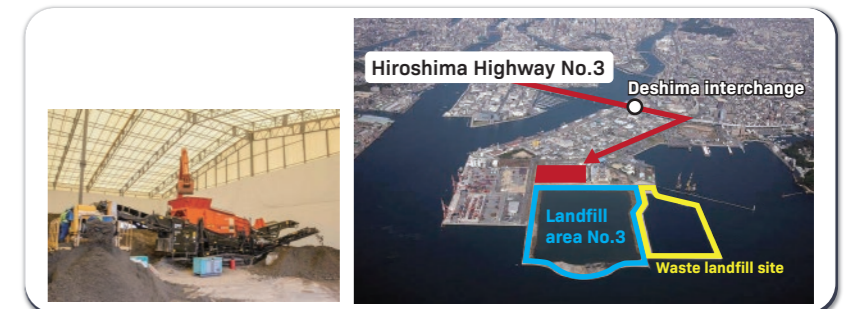 Hiroshima Highway No.3
Deshima interchange
Landfill
area No.3
Waste landfill site